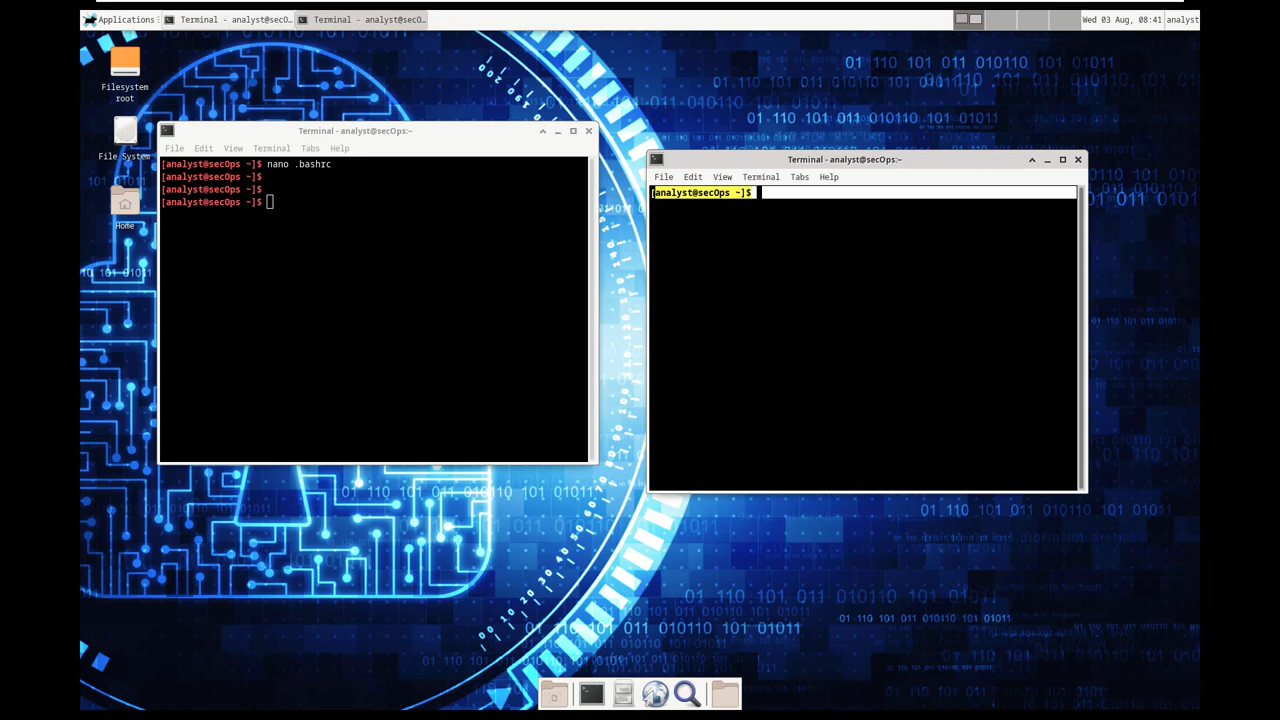 Applications
Terminal - analyst@secO...
Terminal - analyst@secO...
Wed 03 Aug, 08:41
analyst
Filesystem
root
File System
Home
Terminal - analyst@secOps:~
File Edit View Terminal Tabs Help
[analyst@secOps ~]$ nano .bashrc
[analyst@secOps ~]$
[analyst@secOps ~]$
[analyst@secOps ~]$
Terminal - analyst@secOps:~
File Edit View Terminal Tabs Help
[analyst@secOps ~]$